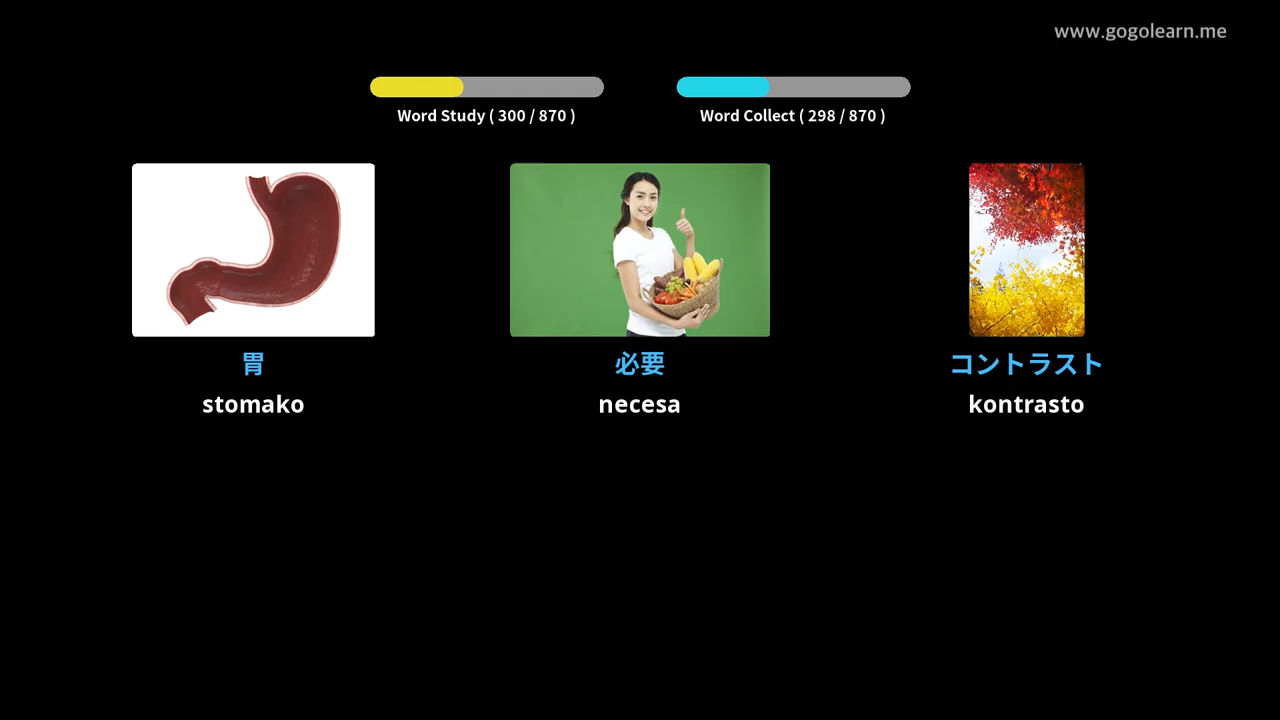 www.gogolearn.me
Word Study ( 300 / 870 )
Word Collect ( 298 / 870 )
胃
必要
コントラスト
stomako
necesa
kontrasto